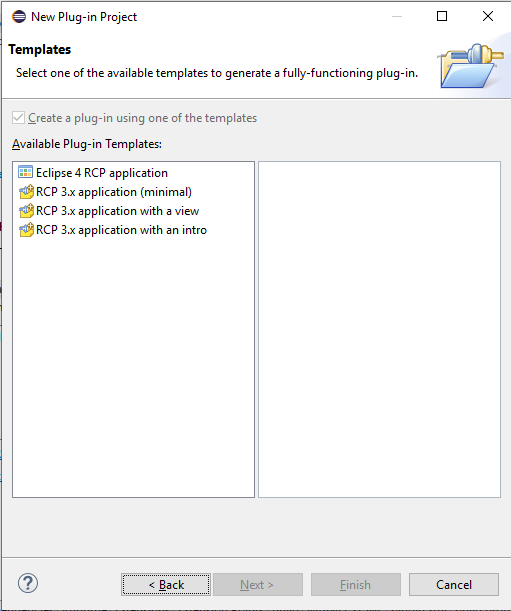 New Plug-in Project
Templates
Select one of the available templates to generate a fully-functioning plug-in.
Create a plug-in using one of the templates
Available Plug-in Templates:
Eclipse 4 RCP application
RCP 3.x application (minimal)
RCP 3.x application with a view
RCP 3.x application with an intro
?
< Back
Next >
Finish
Cancel